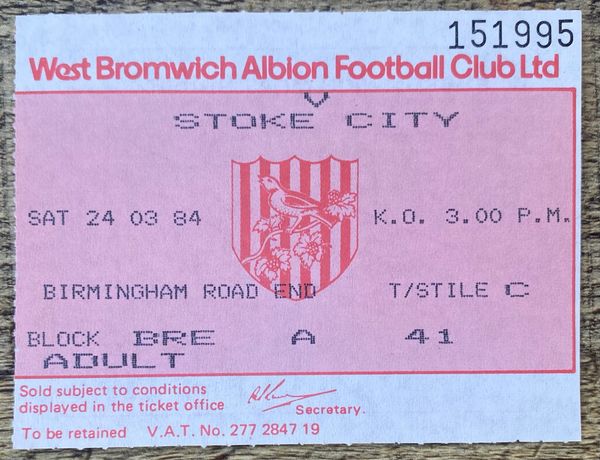 151995
West Bromwich Albion Football Club Ltd
V
STOKE CITY
SAT 24 03 84 K.O. 3.00 P.M.
BIRMINGHAM ROAD END T/STILE C
BLOCK BRE A 41
ADULT
Sold subject to conditions
displayed in the ticket office Secretary.
To be retained V.A.T. No. 277 2847 19